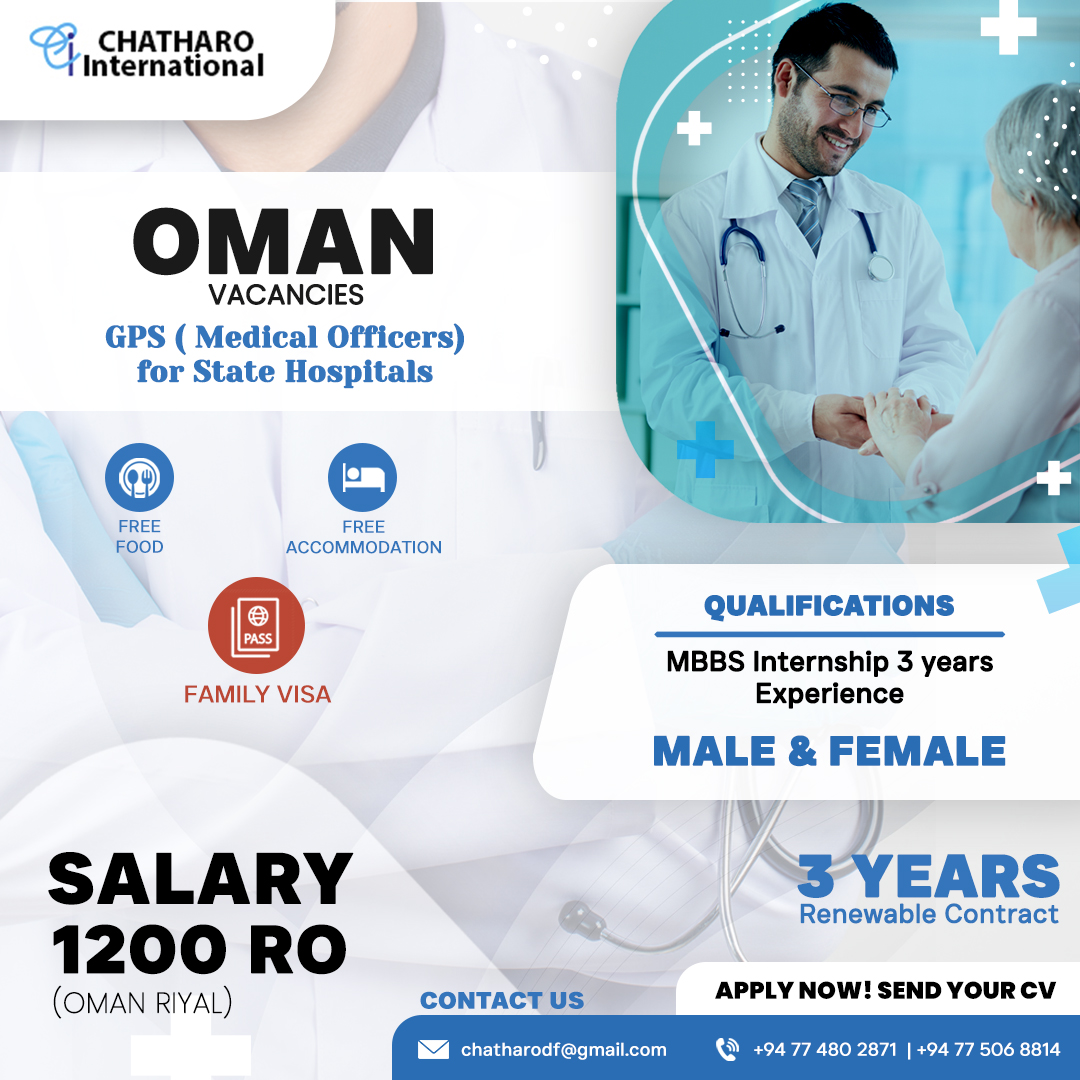 CHATHARO
International
OMAN
VACANCIES
GPS ( Medical Officers)
for State Hospitals
FREE
FOOD
FREE
ACCOMMODATION
PASS
FAMILY VISA
QUALIFICATIONS
MBBS Internship 3 years
Experience
MALE & FEMALE
SALARY
1200 RO
(OMAN RIYAL)
3 YEARS
Renewable Contract
APPLY NOW! SEND YOUR CV
CONTACT US
chatharodf@gmail.com
+94 77 480 2871 | +94 77 506 8814